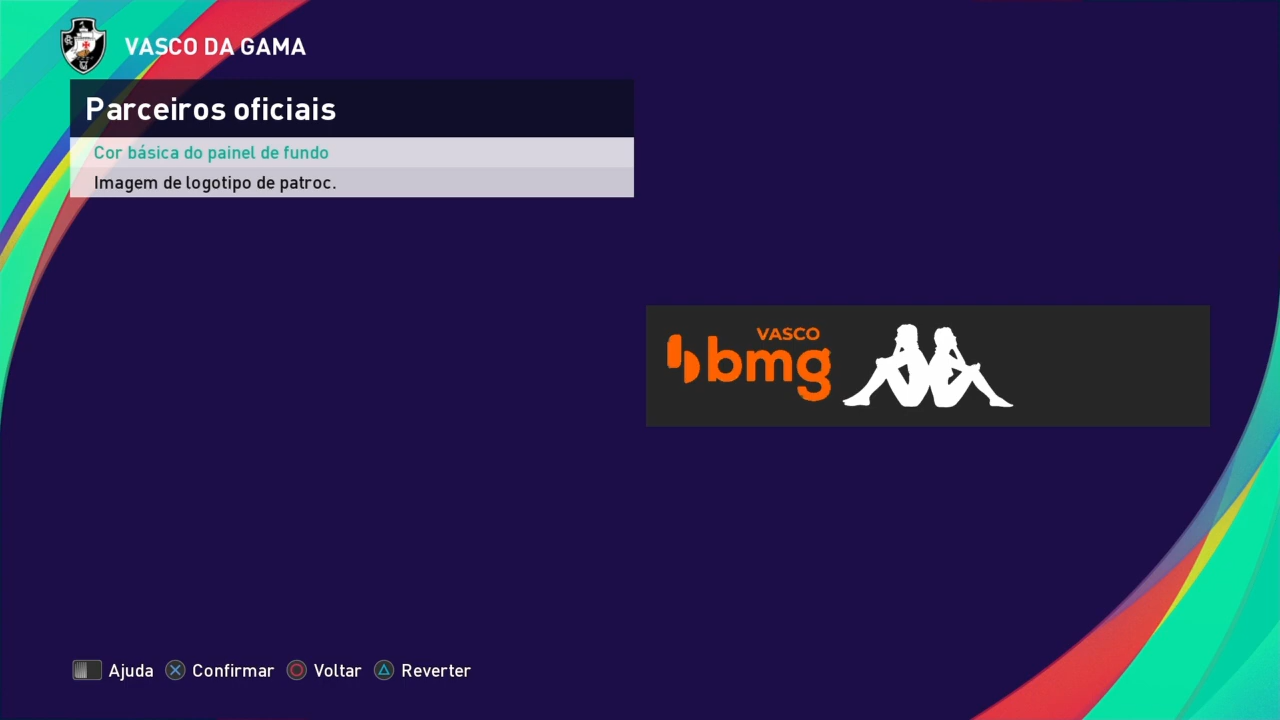 VASCO DA GAMA
Parceiros oficiais
Cor básica do painel de fundo
Imagem de logotipo de patroc.
VASCO
bmg
Ajuda Confirmar Voltar Reverter